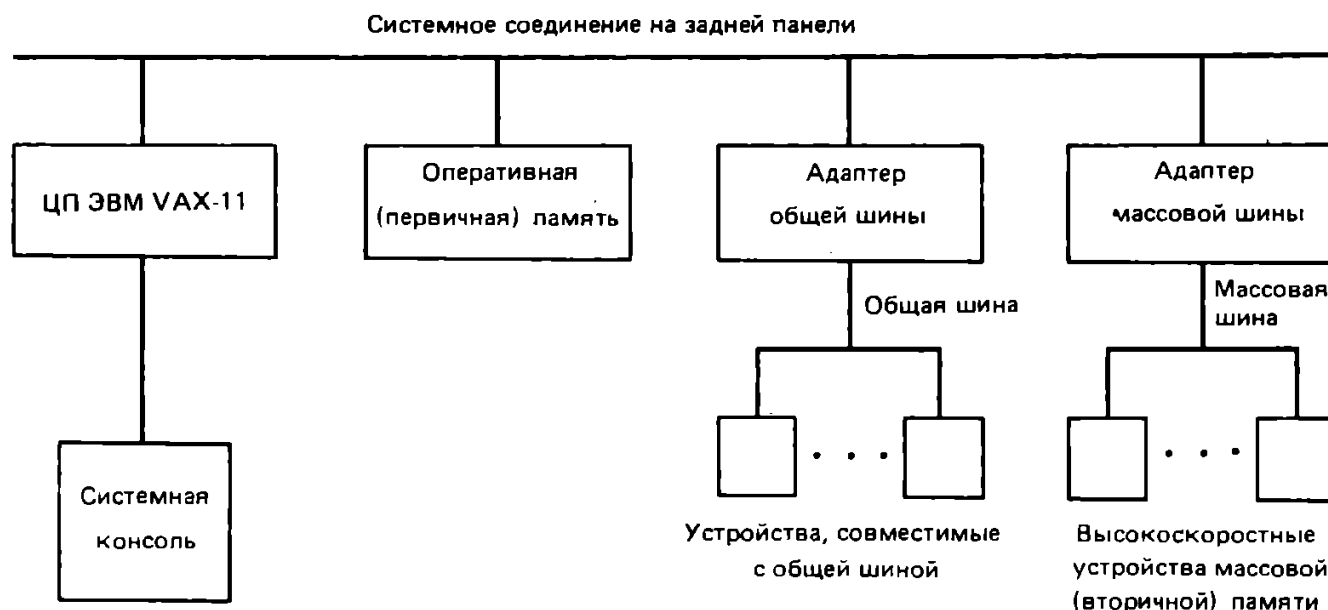 Системное соединение на задней панели
ЦП ЭВМ VAX-11
Оперативная
(первичная) память
Адаптер
общей шины
Адаптер
массовой шины
Общая шина
Массовая
шина
Системная
консоль
Устройства, совместимые
с общей шиной
Высокоскоростные
устройства массовой
(вторичной) памяти